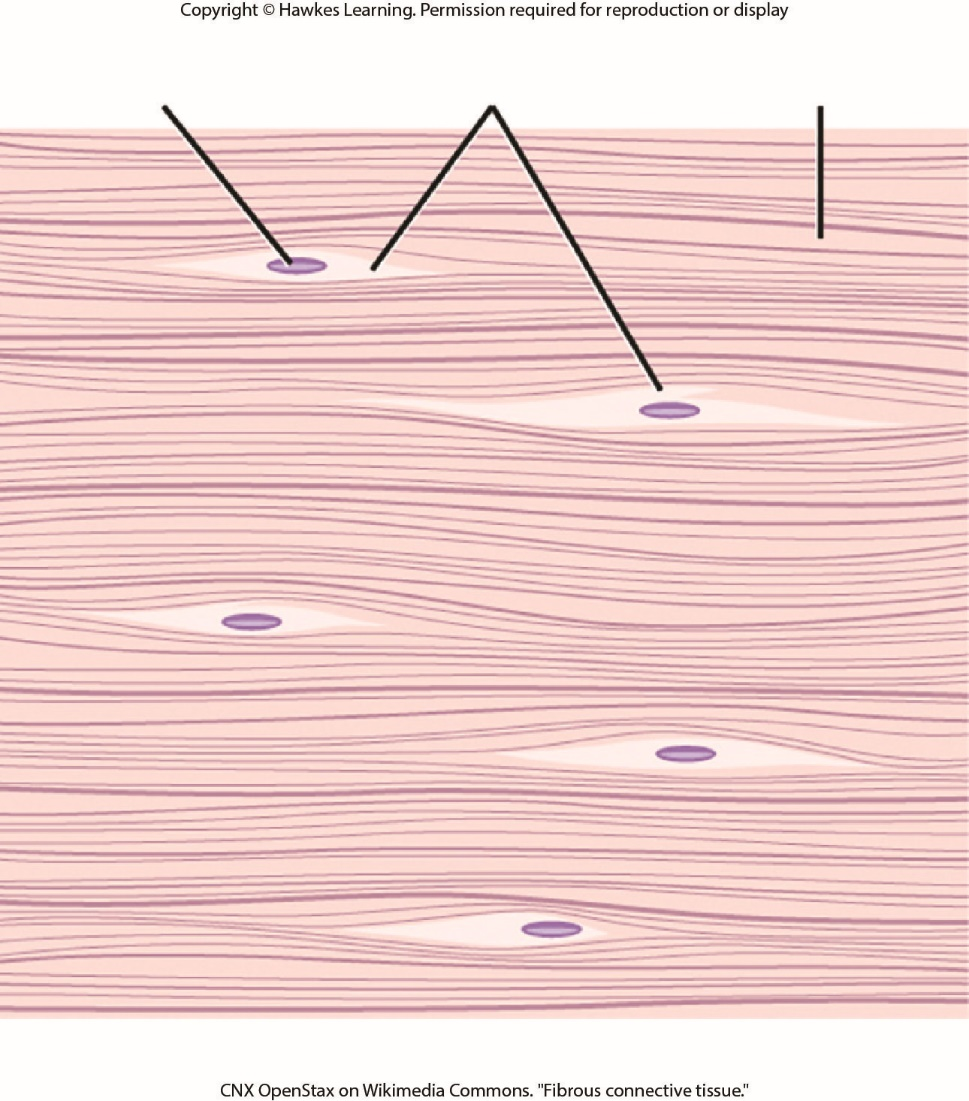 Copyright © Hawkes Learning. Permission required for reproduction or display
CNX OpenStax on Wikimedia Commons. "Fibrous connective tissue."